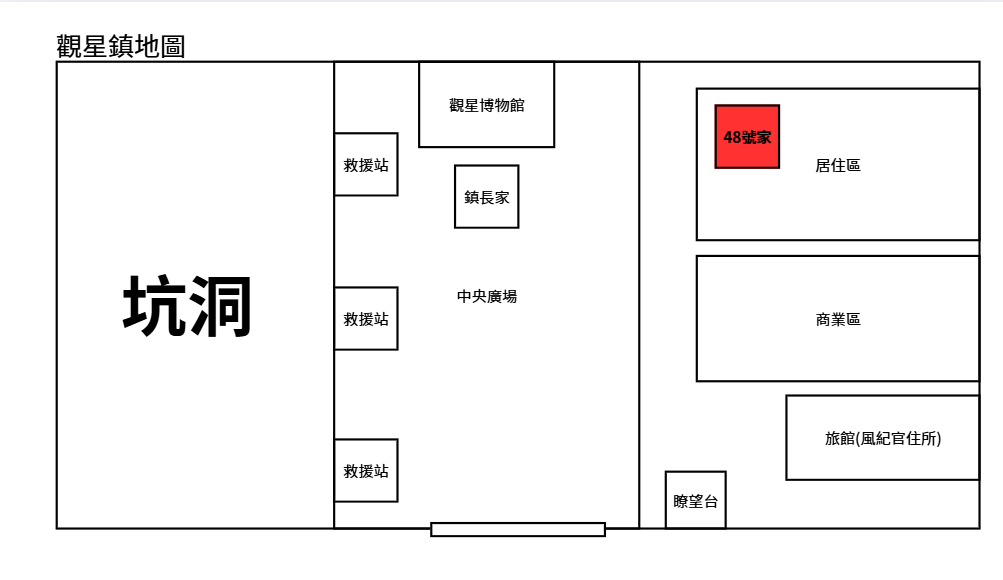 觀星鎮地圖
觀星博物館
48號家
救援站
居住區
鎮長家
坑洞
中央廣場
救援站
商業區
旅館(風紀官住所)
救援站
瞭望台